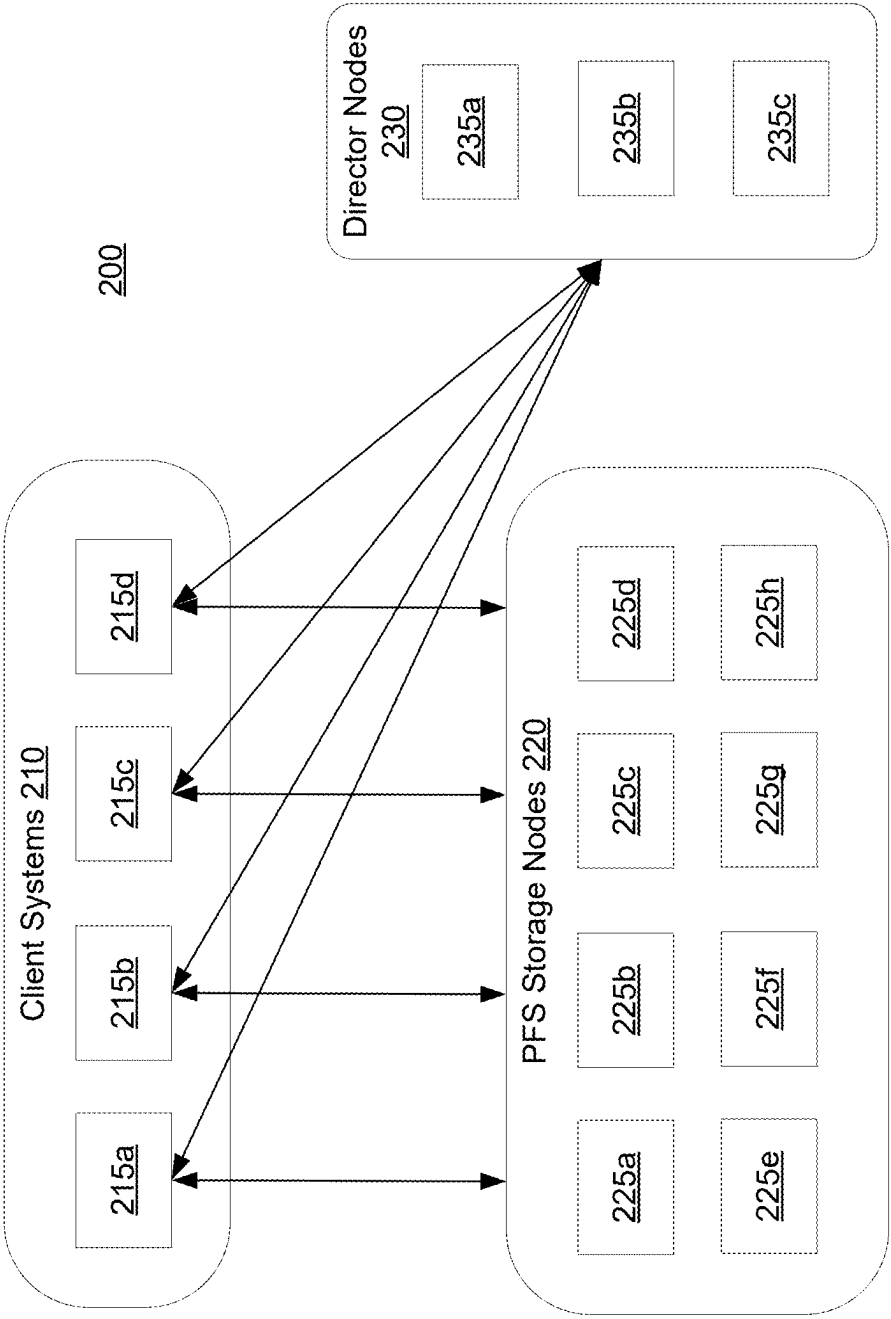 200
Client Systems 210
215a
215b
215c
215d
PFS Storage Nodes 220
225a
225b
225c
225d
225e
225f
225g
225h
Director Nodes
230
235a
235b
235c